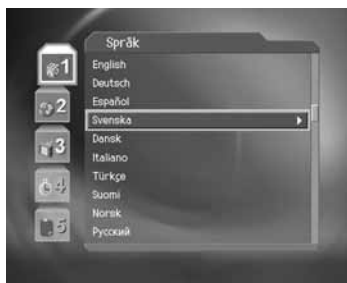 Språk
1
English
Deutsch
2
Español
Svenska
3
Dansk
Italiano
4
Türkçe
Suomi
5
Norsk
Русский